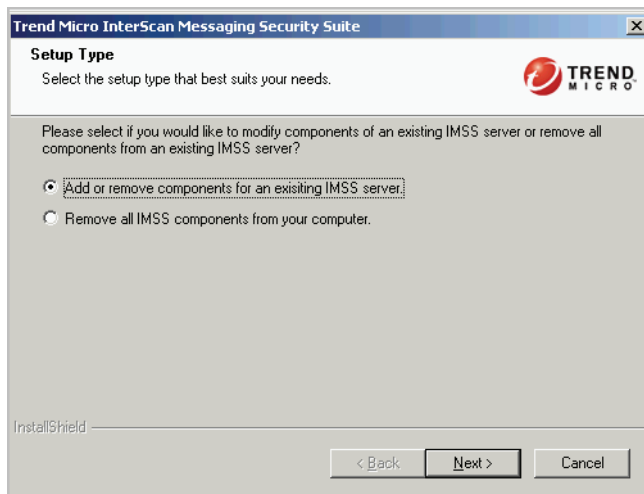 Trend Micro InterScan Messaging Security Suite
Setup Type
Select the setup type that best suits your needs.
TREND
MICRO
Please select if you would like to modify components of an existing IMSS server or remove all
components from an existing IMSS server?
Add or remove components for an exisiting IMSS server.
Remove all IMSS components from your computer.
InstallShield
< Back
Next >
Cancel